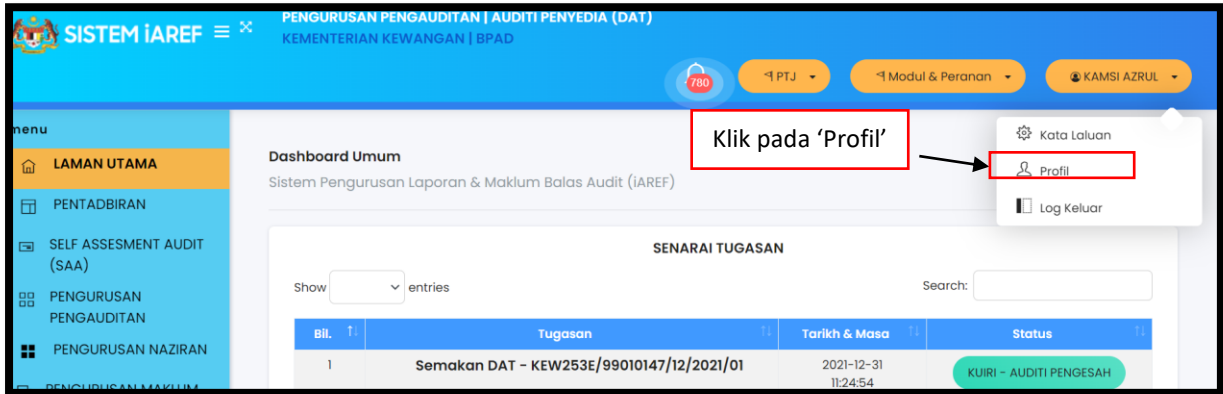 PENGURUSAN PENGAUDITAN | AUDITI PENYEDIA (DAT)
SISTEM iAREF
KEMENTERIAN KEWANGAN | BPAD
780
PTJ
Modul & Peranan
KAMSI AZRUL
menu
Klik pada ‘Profil’
Kata Laluan
Profil
Log Keluar
LAMAN UTAMA
PENTADBIRAN
SELF ASSESMENT AUDIT
(SAA)
PENGURUSAN
PENGAUDITAN
PENGURUSAN NAZIRAN
PENGURUSAN MAKLUM
Dashboard Umum
Sistem Pengurusan Laporan & Maklum Balas Audit (iAREF)
SENARAI TUGASAN
Show entries
Search:
Bil. Tugasan Tarikh & Masa Status
1 Semakan DAT - KEW253E/99010147/12/2021/01 2021-12-31
11:24:54
KUIRI - AUDITI PENGESAH